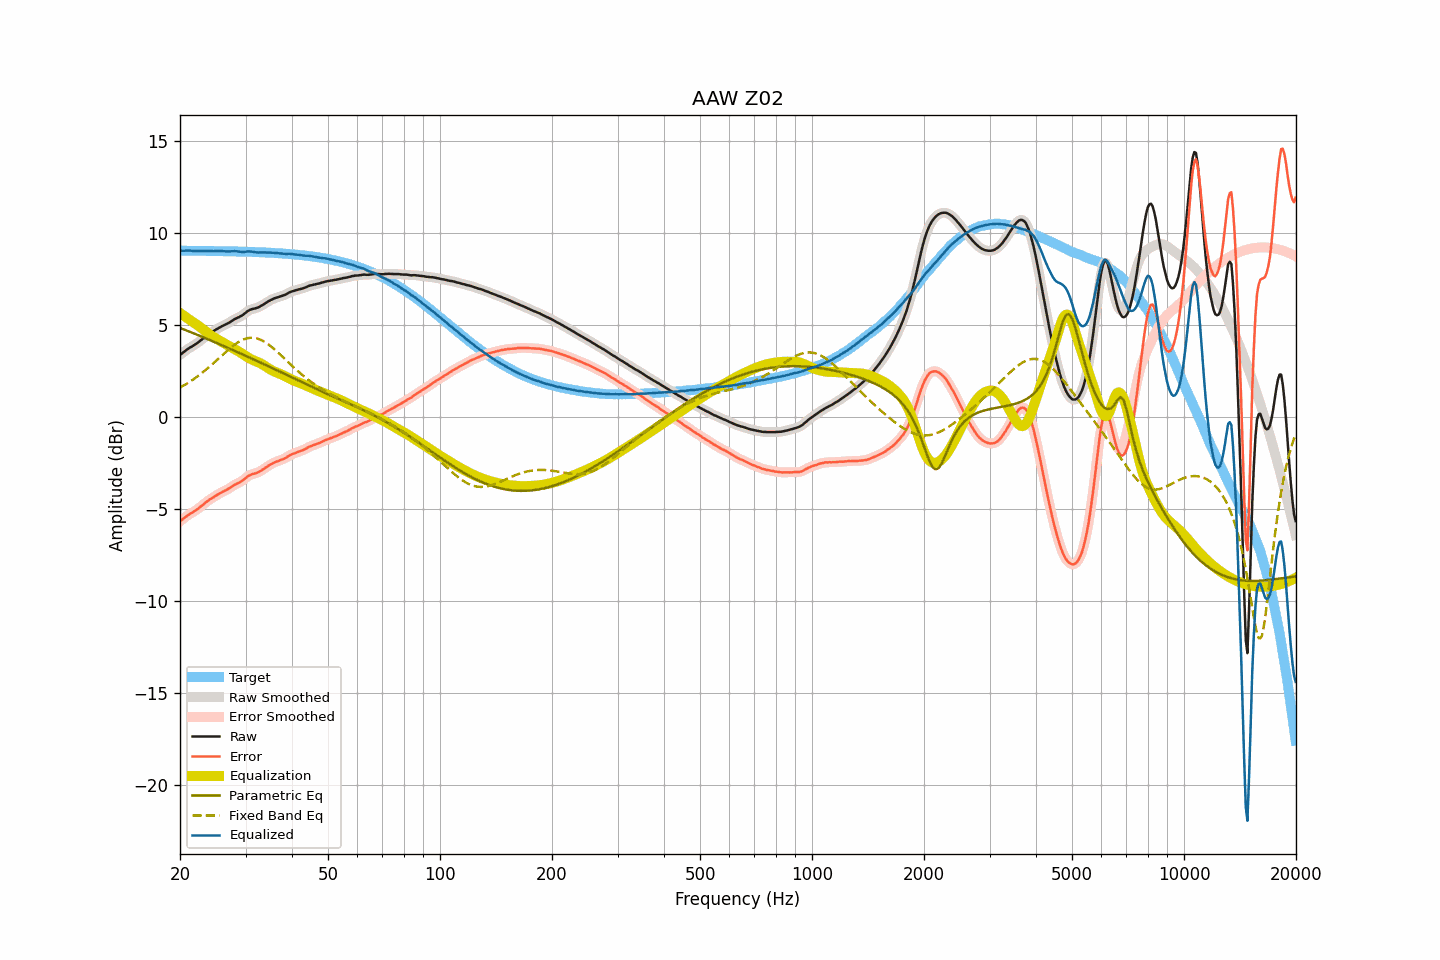 AAW Z02
15
10
5
0
−5
−10
−15
−20
Amplitude (dBr)
Target
Raw Smoothed
Error Smoothed
Raw
Error
Equalization
Parametric Eq
Fixed Band Eq
Equalized
20 50 100 200 500 1000 2000 5000 10000 20000
Frequency (Hz)